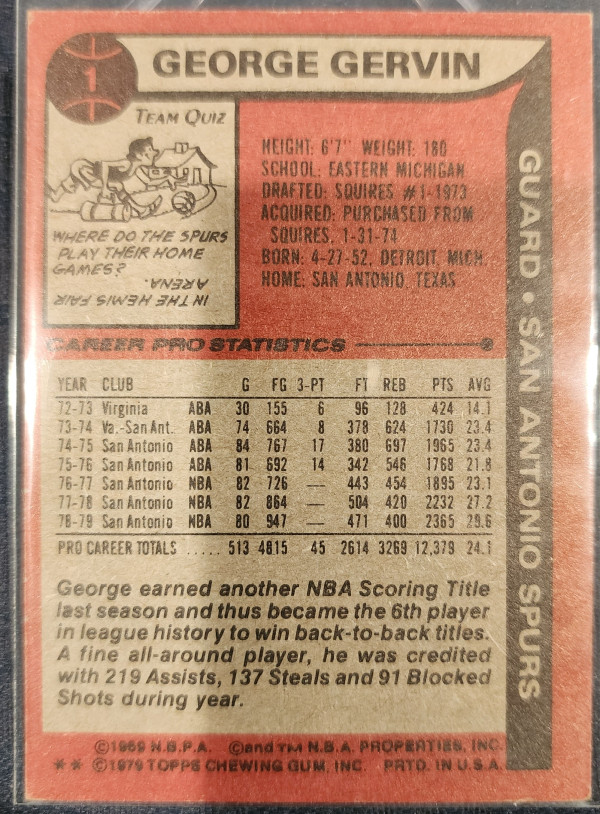 1
GEORGE GERVIN
TEAM QUIZ
WHERE DO THE SPURS
PLAY THEIR HOME
GAMES?
IN THE HEMIS FAIR
ARENA.
HEIGHT: 6'7" WEIGHT: 180
SCHOOL: EASTERN MICHIGAN
DRAFTED: SQUIRES #1-1973
ACQUIRED: PURCHASED FROM
SQUIRES, 1-31-74
BORN: 4-27-52, DETROIT, MICH.
HOME: SAN ANTONIO, TEXAS
GUARD • SAN ANTONIO SPURS
CAREER PRO STATISTICS
YEAR CLUB G FG 3-PT FT REB PTS AVG
72-73 Virginia ABA 30 155 6 96 128 424 14.1
73-74 Va.-San Ant. ABA 74 664 8 378 624 1730 23.4
74-75 San Antonio ABA 84 767 17 380 697 1965 23.4
75-76 San Antonio ABA 81 692 14 342 546 1768 21.8
76-77 San Antonio NBA 82 726 — 443 454 1895 23.1
77-78 San Antonio NBA 82 864 — 504 420 2232 27.2
78-79 San Antonio NBA 80 947 — 471 400 2365 29.6
PRO CAREER TOTALS ..... 513 4815 45 2614 3269 12,379 24.1
George earned another NBA Scoring Title
last season and thus became the 6th player
in league history to win back-to-back titles.
A fine all-around player, he was credited
with 219 Assists, 137 Steals and 91 Blocked
Shots during year.
©1969 N.B.P.A. ©and TM N.B.A. PROPERTIES, INC.
** ©1979 TOPPS CHEWING GUM, INC. PRTD. IN U.S.A.